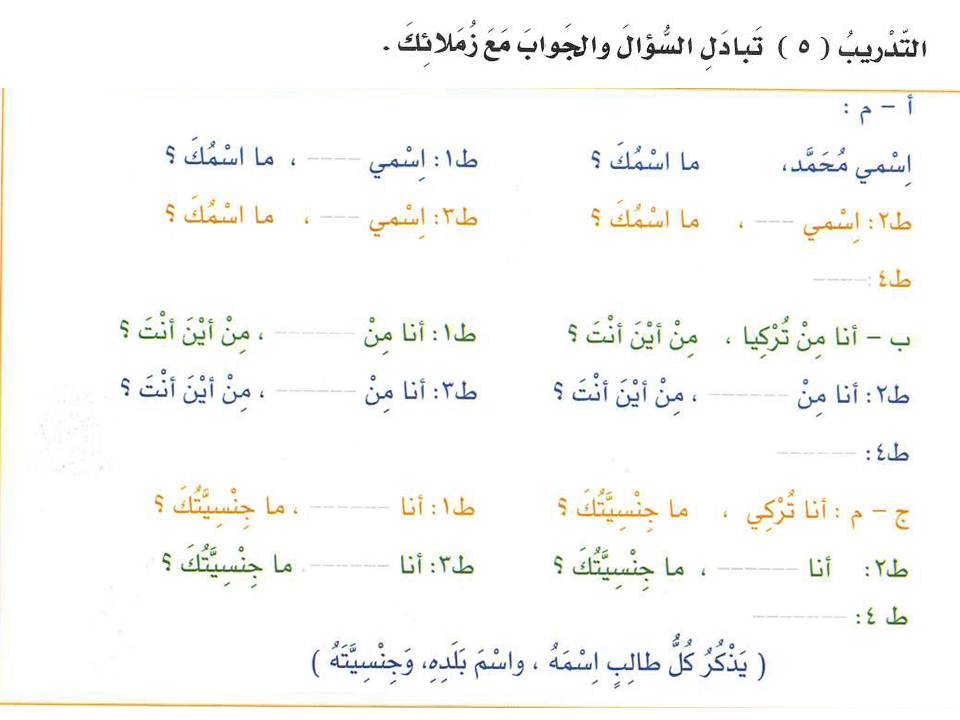 التّدْريبُ ( ٥ ) تَبادَلِ السُّؤالَ والجَوابَ مَعَ زُمَلائِكَ .
أ – م :
اِسْمي مُحَمَّد، ما اسْمُكَ ؟ ط١: اِسْمي ---- ، ما اسْمُكَ ؟
ط٢: اِسْمي ---- ، ما اسْمُكَ ؟ ط٣: اِسْمي ---- ، ما اسْمُكَ ؟
ط٤: ------
ب – أنا مِنْ تُرْكِيا ، مِنْ أيْنَ أنْتَ ؟ ط١: أنا مِنْ ------- ، مِنْ أيْنَ أنْتَ ؟
ط٢: أنا مِنْ ------- ، مِنْ أيْنَ أنْتَ ؟ ط٣: أنا مِنْ ------- ، مِنْ أيْنَ أنْتَ ؟
ط٤: -------
ج – م : أنا تُرْكِي ، ما جِنْسِيَّتُكَ ؟ ط١: أنا ------- ، ما جِنْسِيَّتُكَ ؟
ط٢: أنا ------- ، ما جِنْسِيَّتُكَ ؟ ط٣: أنا ------- . ما جِنْسِيَّتُكَ ؟
ط ٤: --------
( يَذْكُرُ كُلُّ طالِبٍ اِسْمَهُ ، واسْمَ بَلَدِهِ، وَجِنْسِيَّتَهُ )